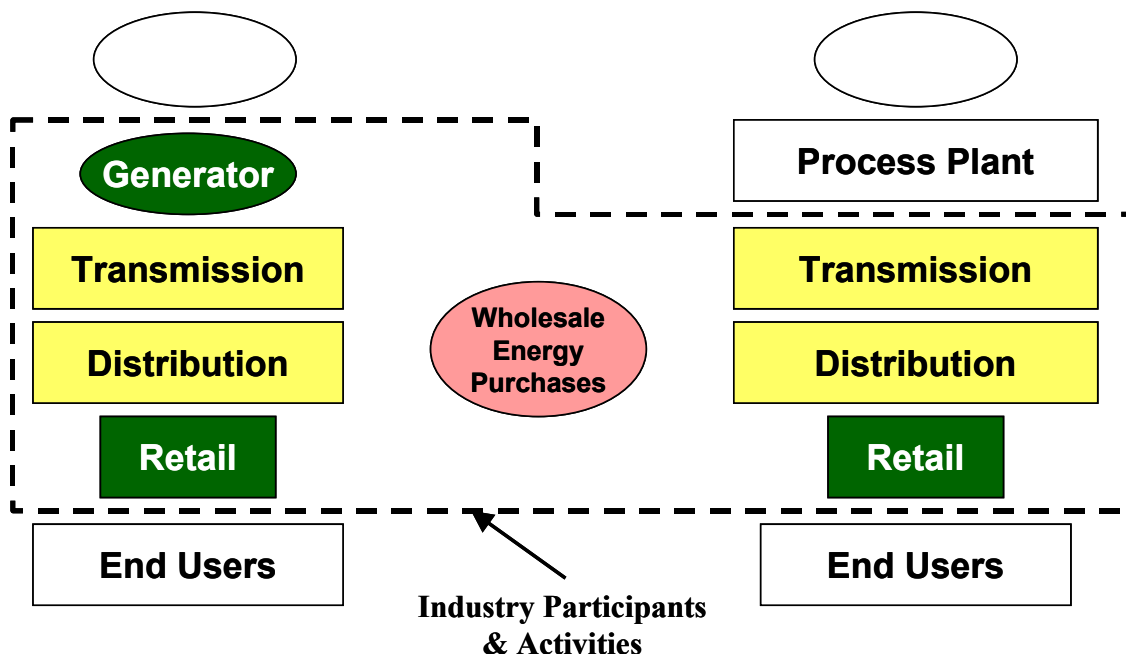 Generator
Process Plant
Transmission
Transmission
Wholesale
Energy
Purchases
Distribution
Distribution
Retail
Retail
End Users
End Users
Industry Participants
& Activities